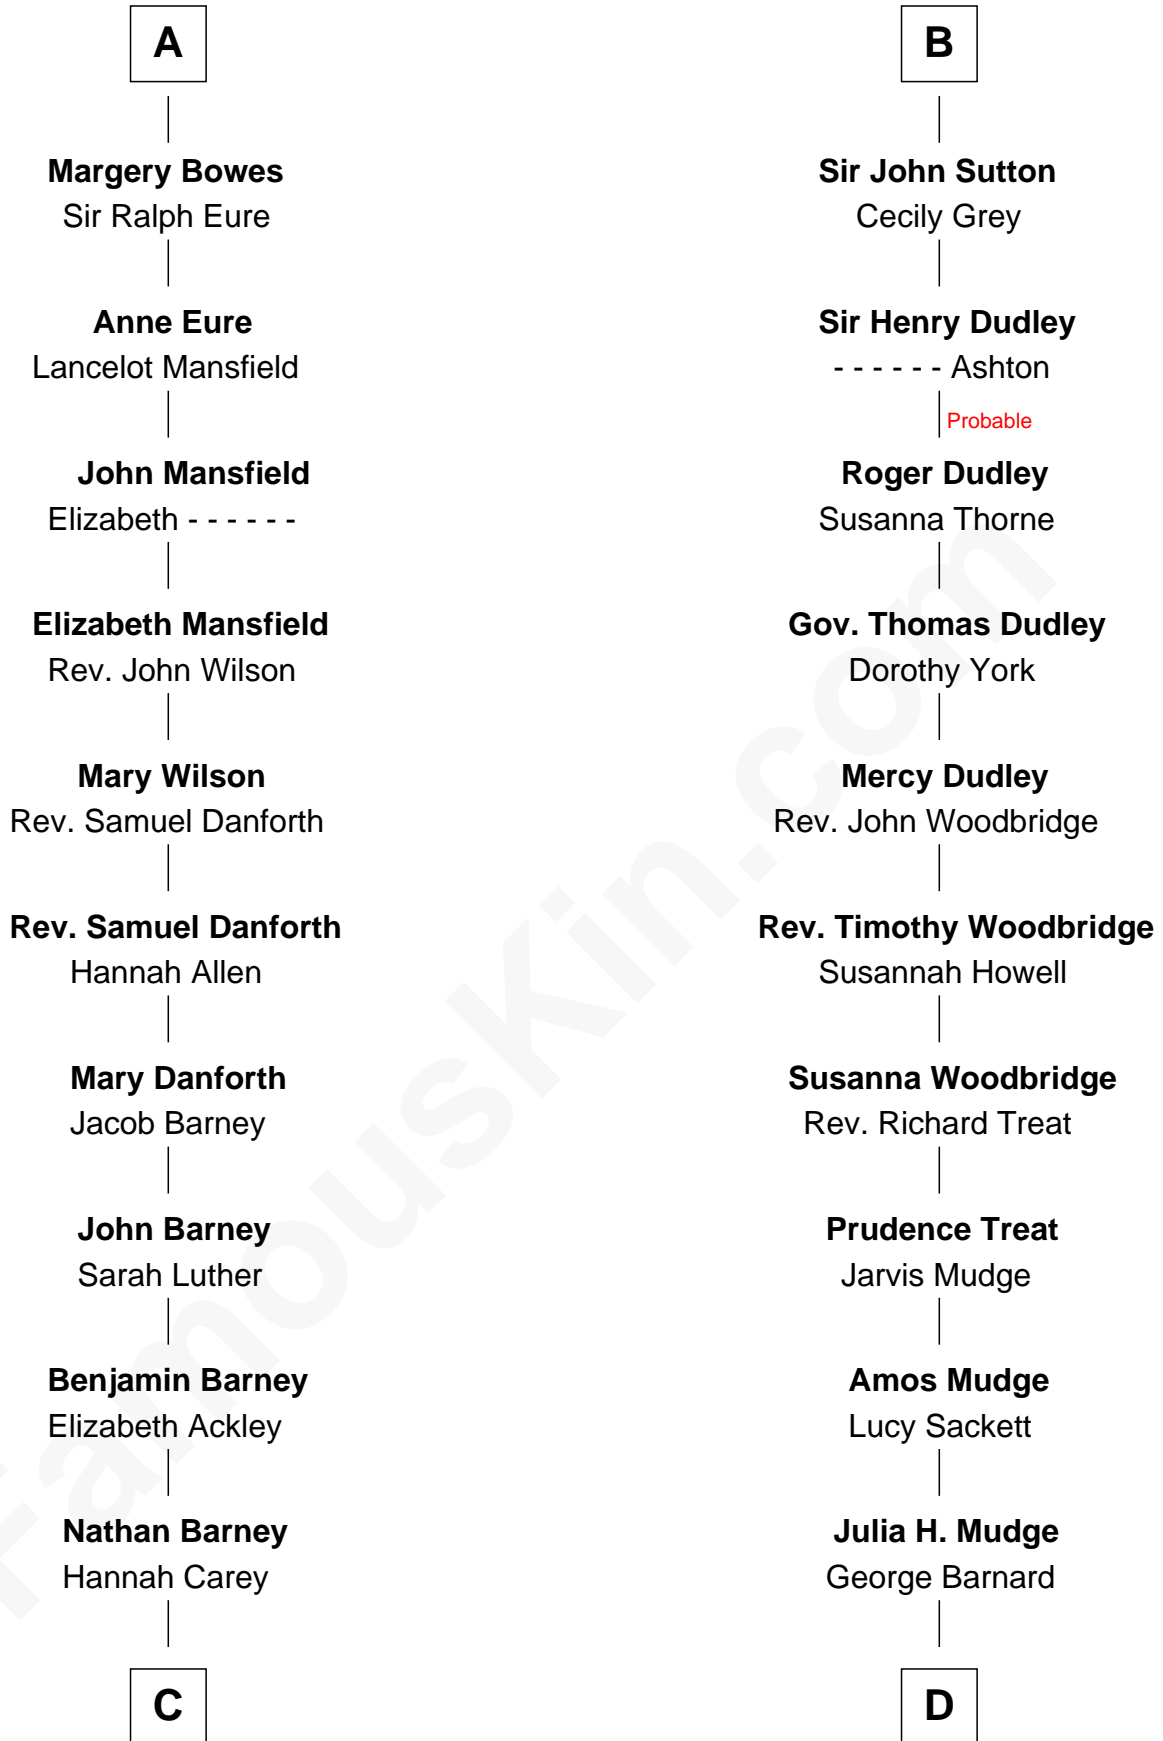 A
Margery Bowes
Sir Ralph Eure
Anne Eure
Lancelot Mansfield
John Mansfield
Elizabeth - - - - - -
Elizabeth Mansfield
Rev. John Wilson
Mary Wilson
Rev. Samuel Danforth
Rev. Samuel Danforth
Hannah Allen
Mary Danforth
Jacob Barney
John Barney
Sarah Luther
Benjamin Barney
Elizabeth Ackley
Nathan Barney
Hannah Carey
C
B
Sir John Sutton
Cecily Grey
Sir Henry Dudley
- - - - - - Ashton
Probable
Roger Dudley
Susanna Thorne
Gov. Thomas Dudley
Dorothy York
Mercy Dudley
Rev. John Woodbridge
Rev. Timothy Woodbridge
Susannah Howell
Susanna Woodbridge
Rev. Richard Treat
Prudence Treat
Jarvis Mudge
Amos Mudge
Lucy Sackett
Julia H. Mudge
George Barnard
D
FamousKin.com